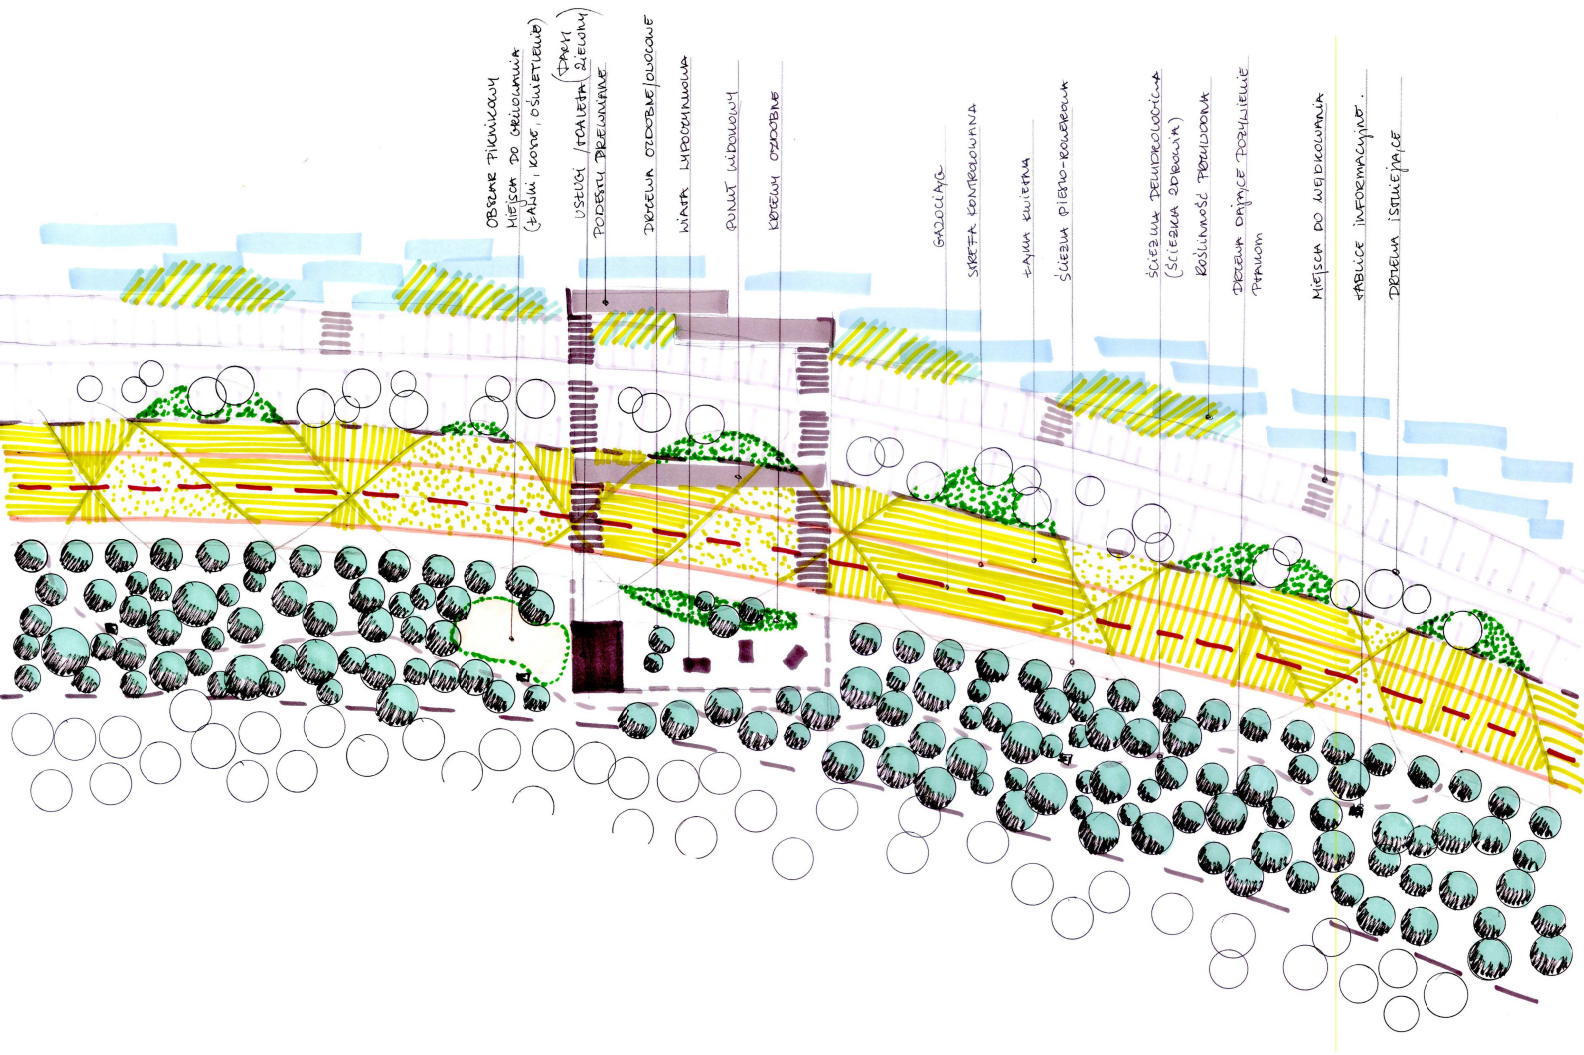 OBSZAR PIKNIKOWY
MIEJSCA DO GRILLOWANIA
(ŁAWKI, KOSZE, OŚWIETLENIE)
USŁUGI / TOALETA (DACH ZIELONY)
PODESTY DREWNIANE
DRZEWA OZDOBNE/OWOCOWE
WIATA WYPOCZYNKOWA
PUNKT WIDOKOWY
KRZEWY OZDOBNE
GAZOCIĄG
STREFA KONTROLOWANA
ŁĄKA KWIETNA
ŚCIEŻKA PIESZO-ROWEROWA
ŚCIEŻKA DENDROLOGICZNA
(ŚCIEŻKA ZDROWIA)
ROŚLINNOŚĆ PRZYWODNA
DRZEWA DAJĄCE POŻYWIENIE
PTAKOM
MIEJSCA DO WĘDKOWANIA
TABLICE INFORMACYJNE.
DRZEWA ISTNIEJĄCE